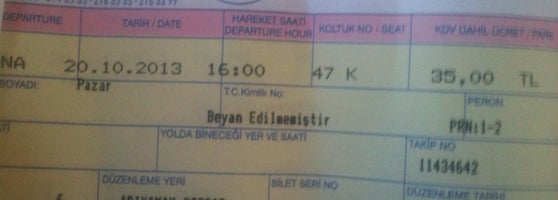 DEPARTURE TARİH / DATE HAREKET SAATİ DEPARTURE HOUR KOLTUK NO / SEAT KDV DAHİL ÜCRET /
NA 20.10.2013 16:00 47 K 35,00 TL
SOYADI: Pazar T.C.Kimlik No: PERON
Beyan Edilmemiştir PRN:1-2
YOLDA BİNECEĞİ YER VE SAATİ TAKİP NO
11434642
DÜZENLEME YERİ BİLET SERİ NO DÜZENLEME TARİHİ